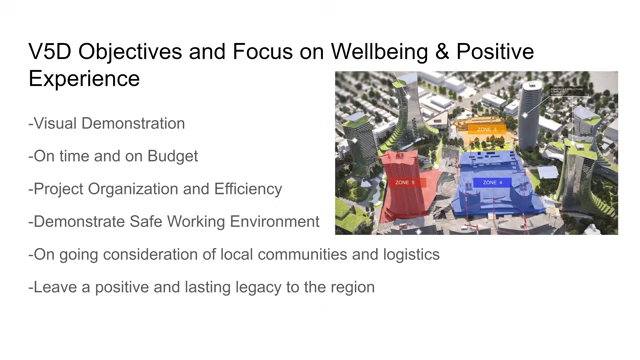 V5D Objectives and Focus on Wellbeing & Positive
Experience
-Visual Demonstration
-On time and on Budget
-Project Organization and Efficiency
-Demonstrate Safe Working Environment
-On going consideration of local communities and logistics
-Leave a positive and lasting legacy to the region
ZONE 3
ZONE 4